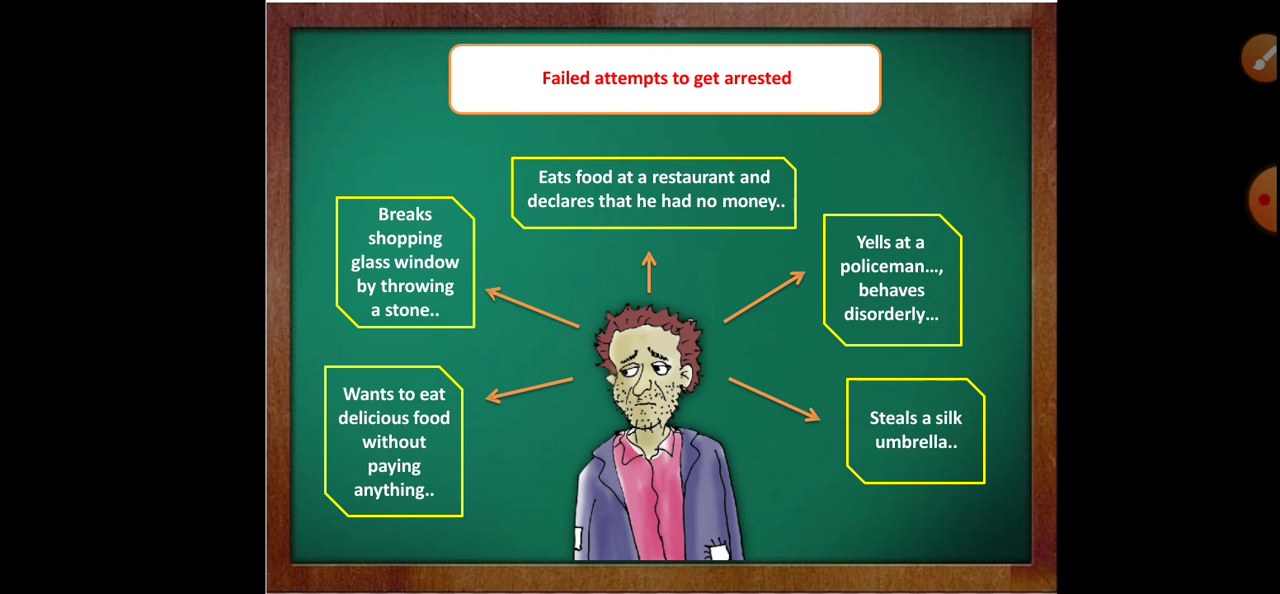 Failed attempts to get arrested
Eats food at a restaurant and
declares that he had no money..
Breaks
shopping
glass window
by throwing
a stone..
Yells at a
policeman...,
behaves
disorderly...
Wants to eat
delicious food
without
paying
anything..
Steals a silk
umbrella..